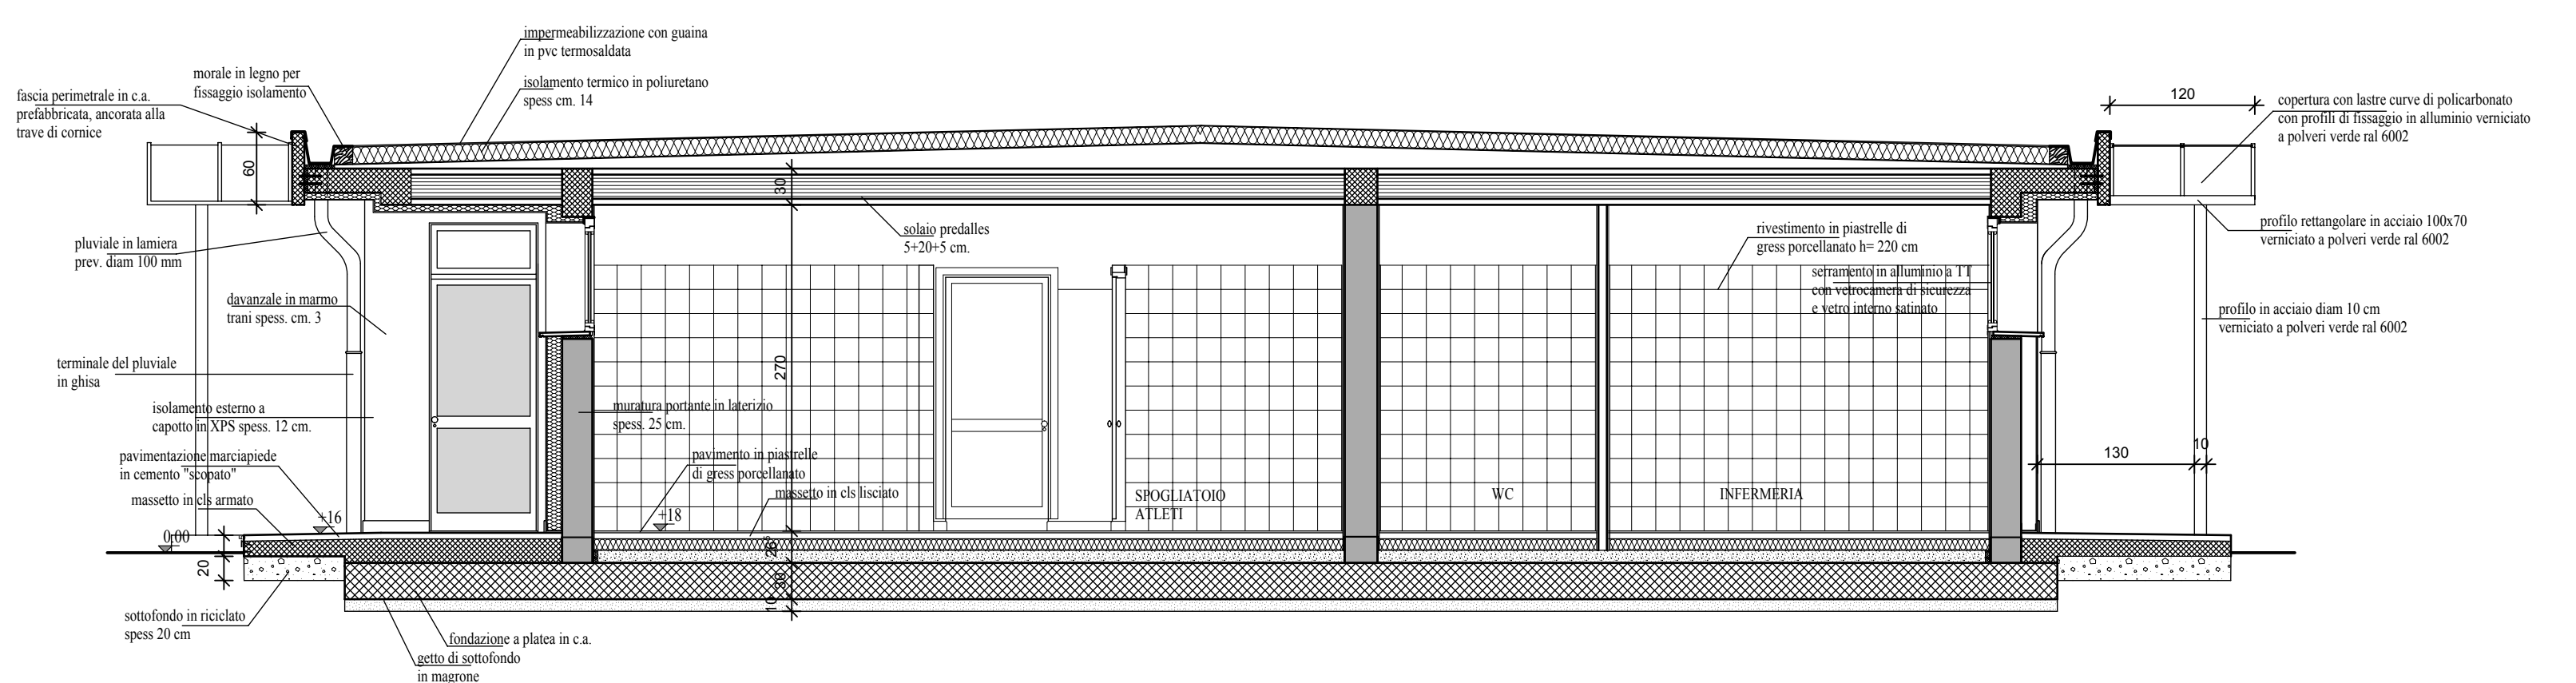 impermeabilizzazione con guaina
in pvc termosaldata
morale in legno per
fissaggio isolamento
isolamento termico in poliuretano
spess cm. 14
fascia perimetrale in c.a.
prefabbricata, ancorata alla
trave di cornice
120
copertura con lastre curve di policarbonato
con profili di fissaggio in alluminio verniciato
a polveri verde ral 6002
60
30
pluviale in lamiera
prev. diam 100 mm
solaio predalles
5+20+5 cm.
rivestimento in piastrelle di
gress porcellanato h= 220 cm
profilo rettangolare in acciaio 100x70
verniciato a polveri verde ral 6002
serramento in alluminio a TT
con vetrocamera di sicurezza
e vetro interno satinato
davanzale in marmo
trani spess. cm. 3
profilo in acciaio diam 10 cm
verniciato a polveri verde ral 6002
terminale del pluviale
in ghisa
270
isolamento esterno a
capotto in XPS spess. 12 cm.
muratura portante in laterizio
spess. 25 cm.
130
10
pavimentazione marciapiede
in cemento "scopato"
pavimento in piastrelle
di gress porcellanato
massetto in cls armato
massetto in cls lisciato
SPOGLIATOIO
ATLETI
WC
INFERMERIA
+16
+18
0.00
20
26⁵
30
10
sottofondo in riciclato
spess 20 cm
fondazione a platea in c.a.
getto di sottofondo
in magrone